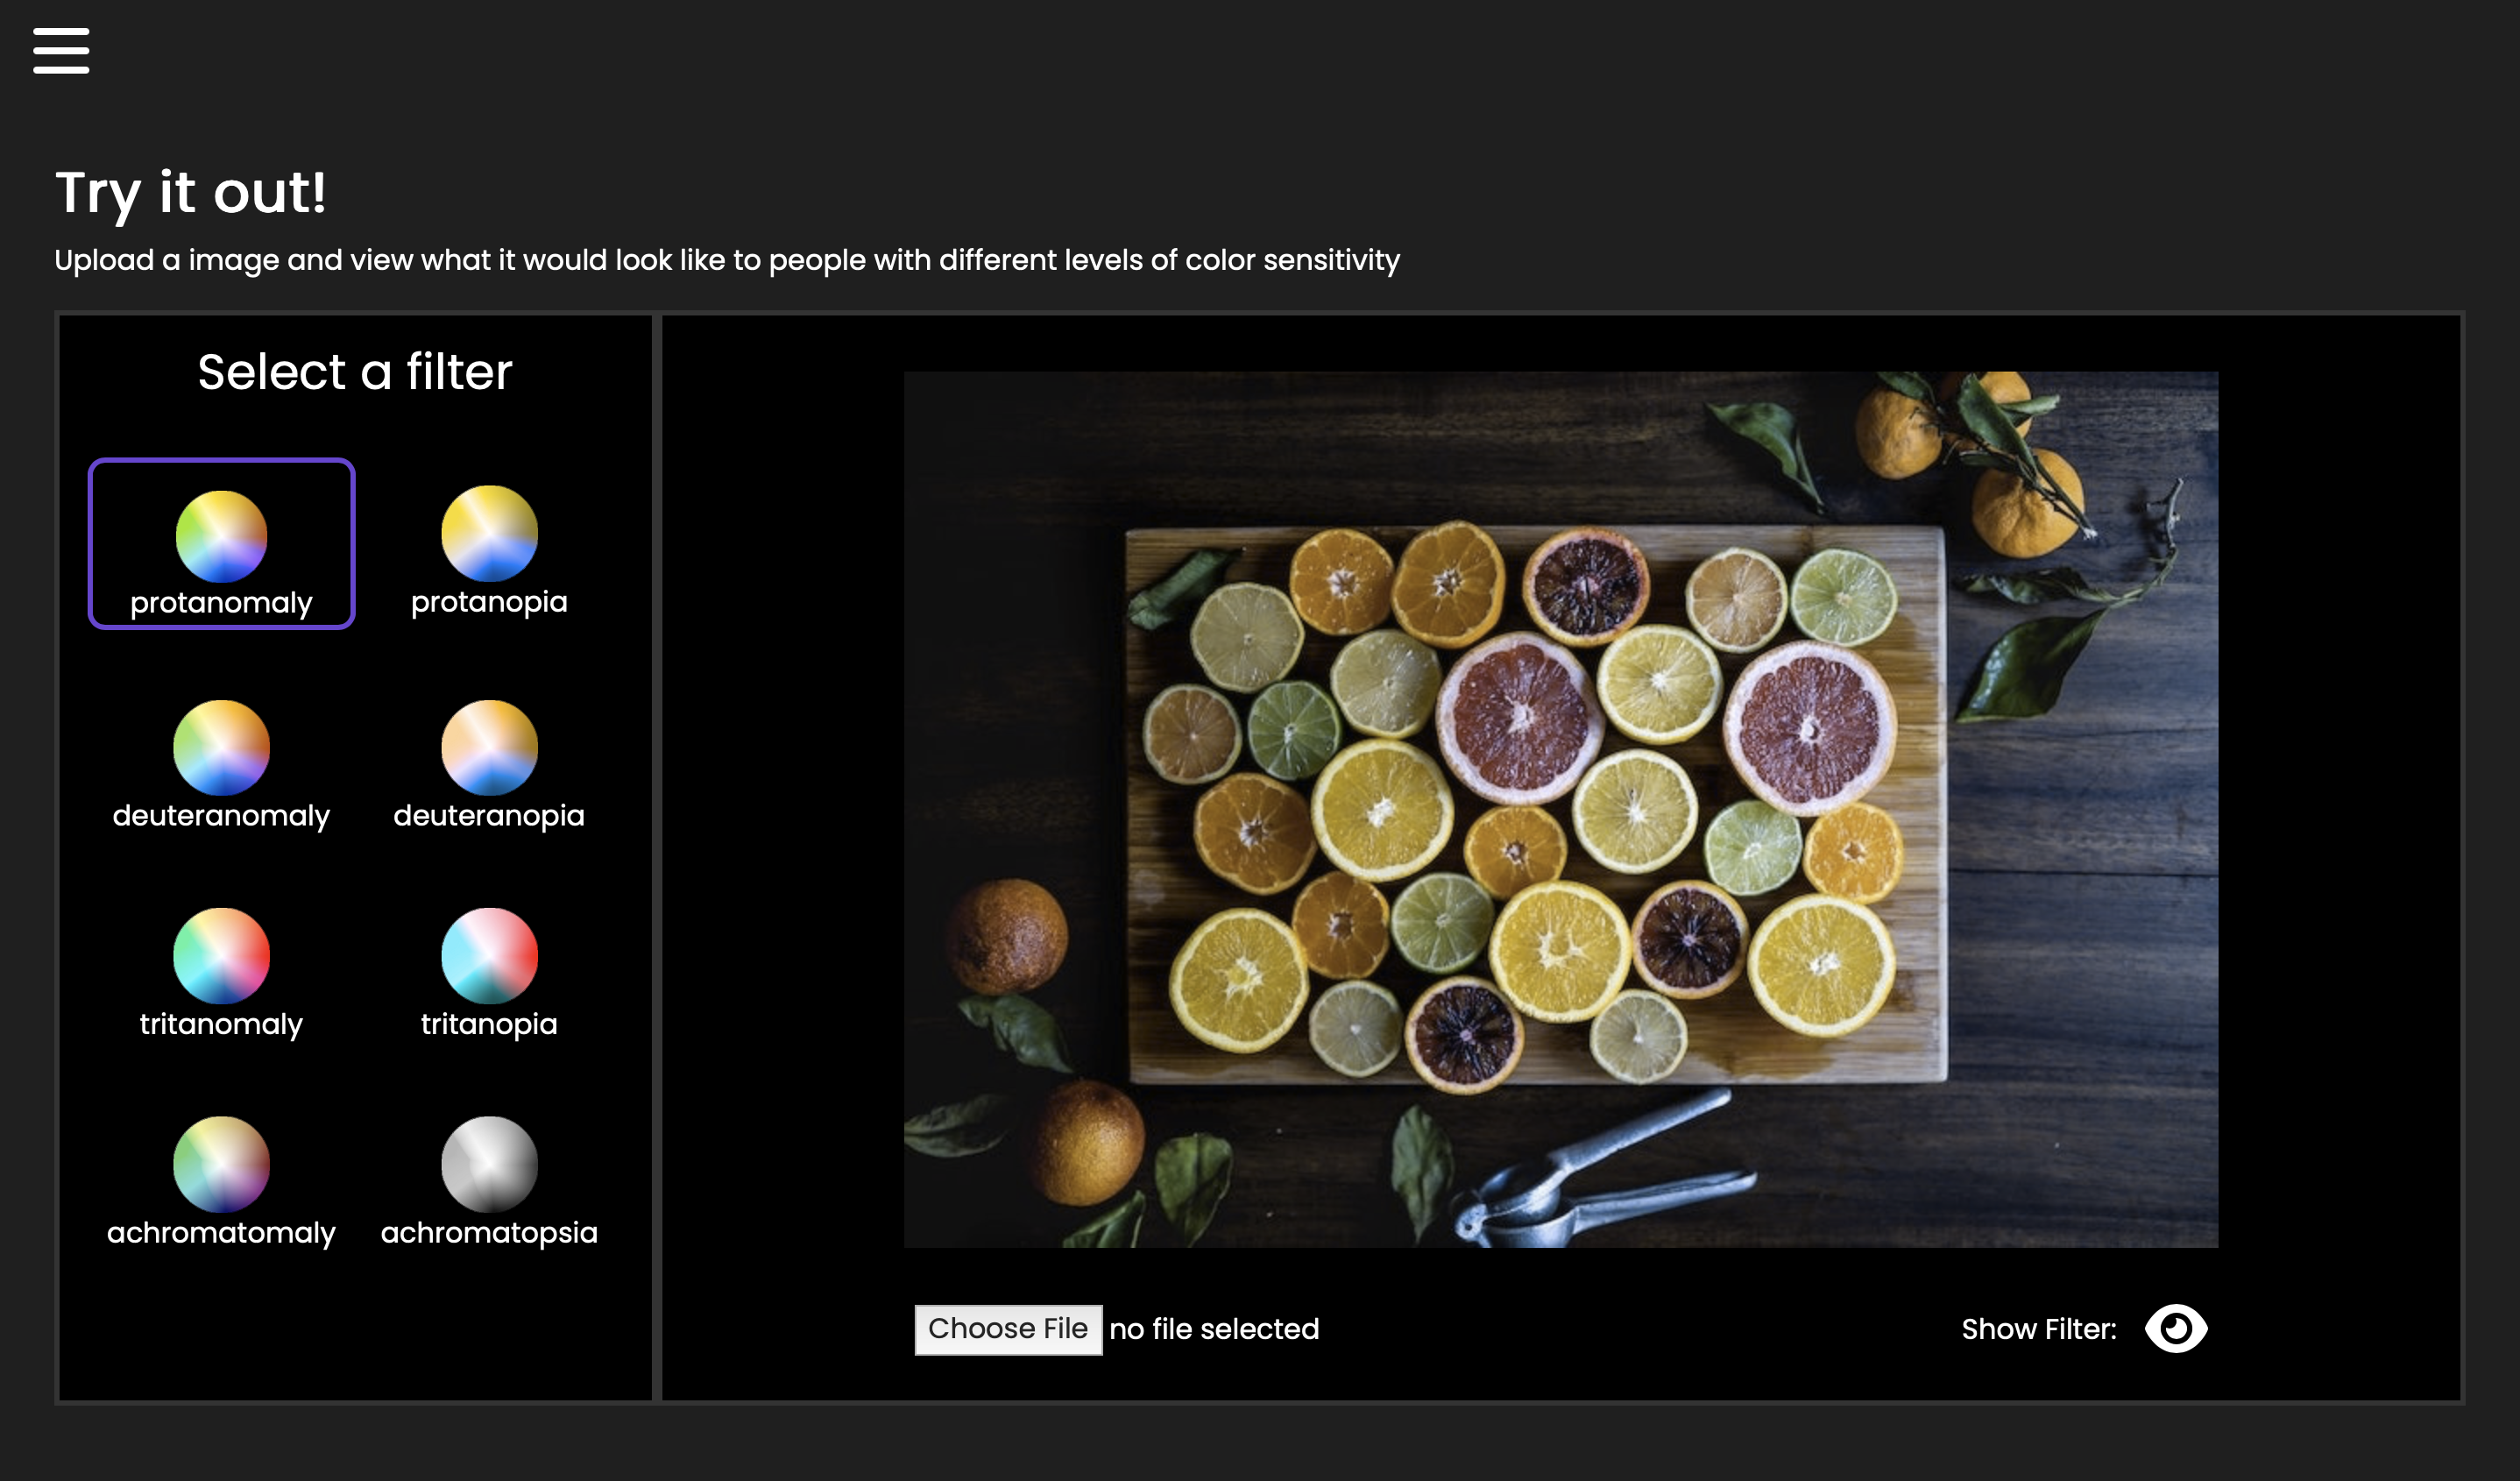 Try it out!
Upload a image and view what it would look like to people with different levels of color sensitivity
Select a filter
protanomaly
protanopia
deuteranomaly
deuteranopia
tritanomaly
tritanopia
achromatomaly
achromatopsia
Choose File no file selected
Show Filter: